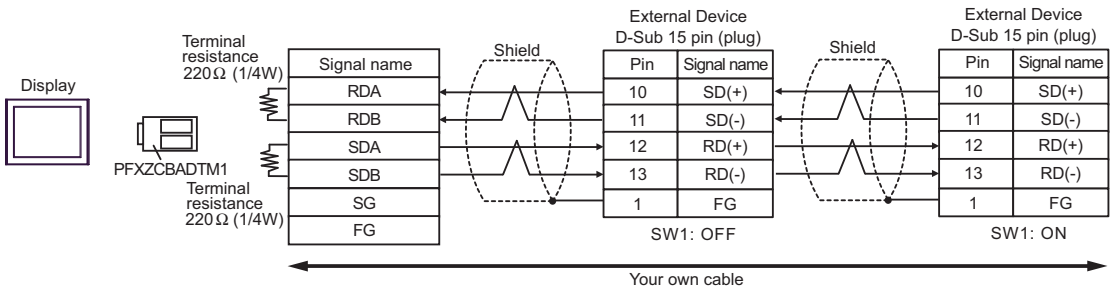 Display
PFXZCBADTM1
Terminal
resistance
220Ω (1/4W)
Terminal
resistance
220Ω (1/4W)
Signal name
RDA
RDB
SDA
SDB
SG
FG
Shield
External Device
D-Sub 15 pin (plug)
Pin Signal name
10 SD(+)
11 SD(-)
12 RD(+)
13 RD(-)
1 FG
SW1: OFF
Shield
External Device
D-Sub 15 pin (plug)
Pin Signal name
10 SD(+)
11 SD(-)
12 RD(+)
13 RD(-)
1 FG
SW1: ON
Your own cable